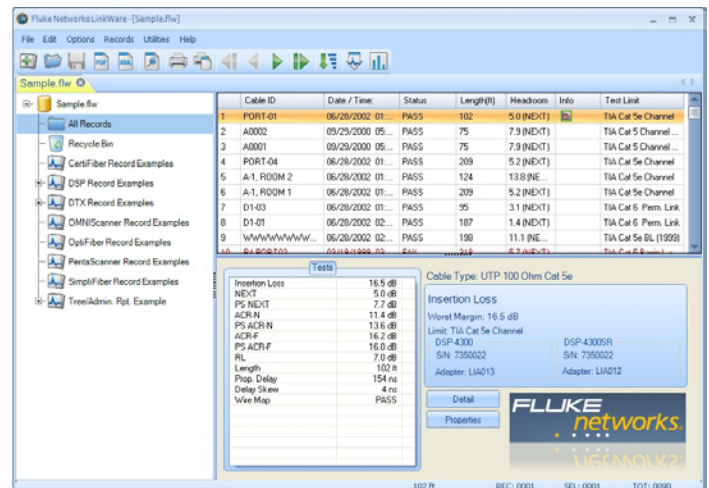 Fluke Networks LinkWare -[Sample.flw]
File Edit Options Records Utilities Help
PDF XML
Sample.flw
Sample.flw
All Records
Recycle Bin
CertiFiber Record Examples
DSP Record Examples
DTX Record Examples
OMNIScanner Record Examples
OptiFiber Record Examples
PentaScanner Record Examples
SimpliFiber Record Examples
Tree/Admin. Rpt. Example
Cable ID Date / Time: Status Length(ft) Headroom Info Test Limit
1 PORT-01 06/28/2002 01:... PASS 102 5.0 (NEXT) TIA Cat 5e Channel
2 A0002 09/29/2000 05:... PASS 75 7.9 (NEXT) TIA Cat 5 Channel ...
3 A0001 09/29/2000 05:... PASS 75 7.9 (NEXT) TIA Cat 5 Channel ...
4 PORT-04 06/28/2002 01:... PASS 209 5.2 (NEXT) TIA Cat 5e Channel
5 A-1, ROOM 2 06/28/2002 01:... PASS 124 13.8 (NE... TIA Cat 5e Channel
6 A-1, ROOM 1 06/28/2002 01:... PASS 209 5.2 (NEXT) TIA Cat 5e Channel
7 D1-03 06/28/2002 01:... PASS 95 3.1 (NEXT) TIA Cat 6 Perm. Link
8 D1-01 06/28/2002 02:... PASS 187 1.4 (NEXT) TIA Cat 6 Perm. Link
9 WWWWWWW... 06/28/2002 02:... PASS 198 11.1 (NE... TIA Cat 5e BL (1999)
10 FAIL
Tests
Insertion Loss 16.5 dB
NEXT 5.0 dB
PS NEXT 7.7 dB
ACR-N 11.4 dB
PS ACR-N 13.6 dB
ACR-F 16.2 dB
PS ACR-F 16.0 dB
RL 7.0 dB
Length 102 ft
Prop. Delay 154 ns
Delay Skew 4 ns
Wire Map PASS
Cable Type: UTP 100 Ohm Cat 5e
Insertion Loss
Worst Margin: 16.5 dB
Limit: TIA Cat 5e Channel
DSP-4300 DSP-4300SR
S/N: 7350022 S/N: 7350022
Adapter: LIA013 Adapter: LIA012
Detail
Properties
FLUKE
networks.
102 ft REC: 0001 SEL: 0001 TOT: 0090